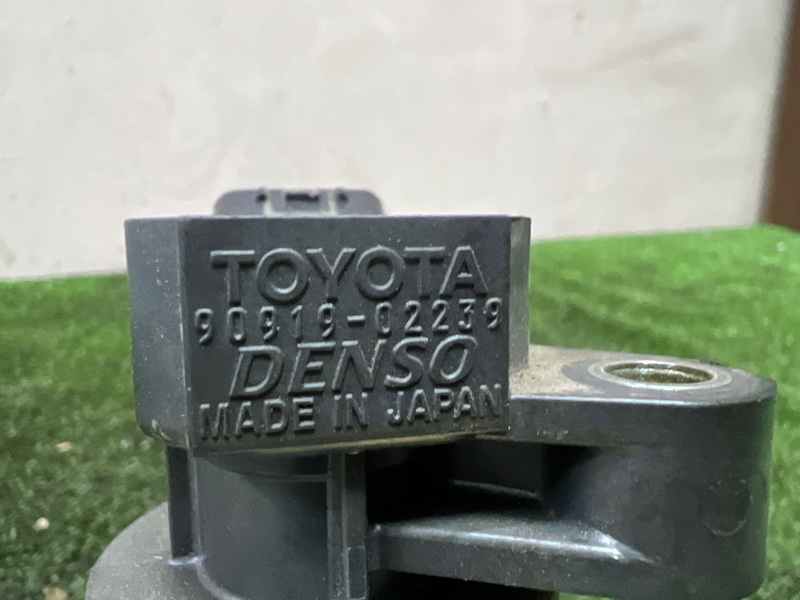 TOYOTA
90919-02239
DENSO
MADE IN JAPAN